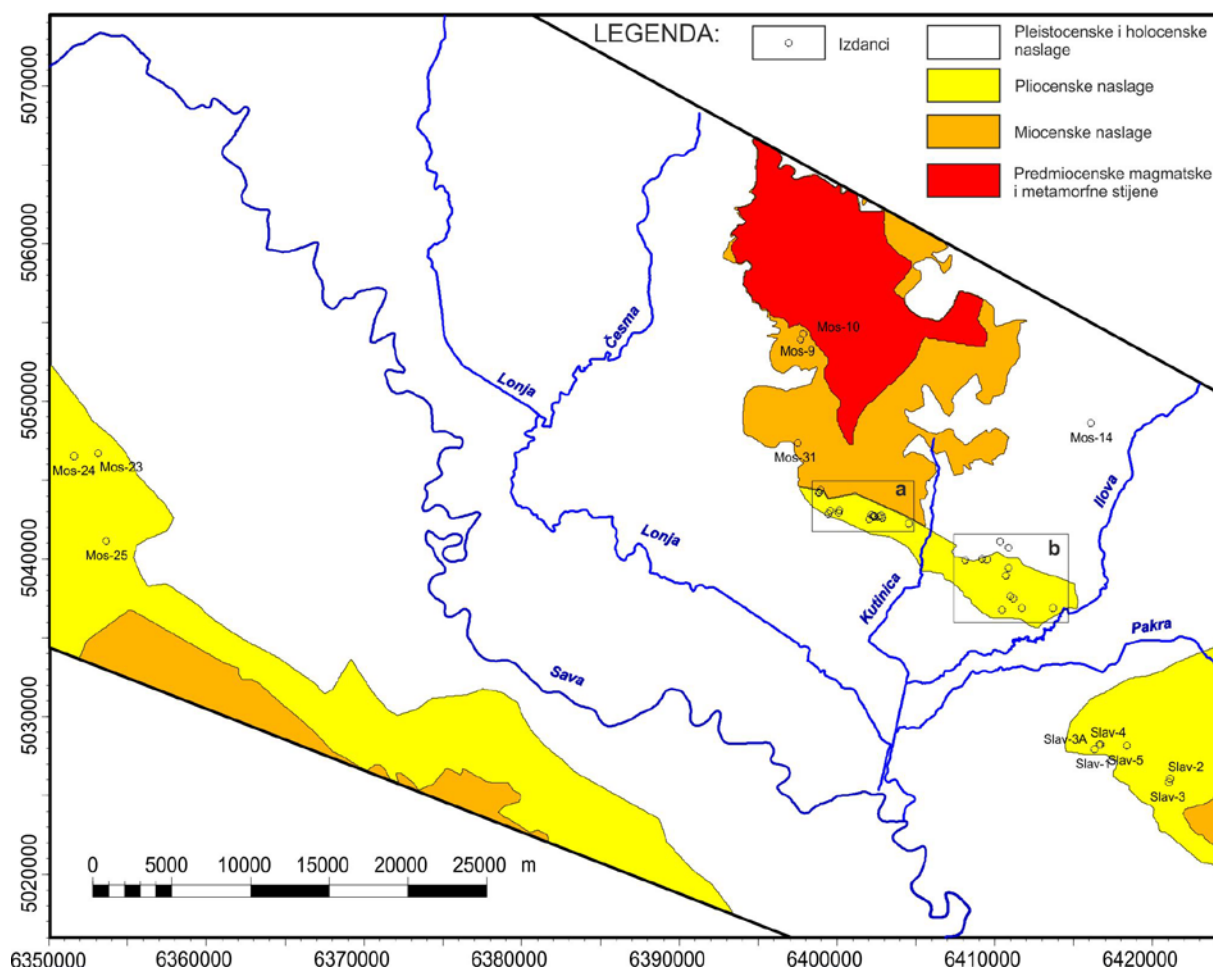 LEGENDA:
Izdanci
Pleistocenske i holocenske
naslage
Pliocenske naslage
Miocenske naslage
Predmiocenske magmatske
i metamorfne stijene
5070000
5060000
5050000
5040000
5030000
5020000
Česma
Lonja
Mos-10
Mos-9
Mos-14
Mos-31
Mos-24
Mos-23
Mos-25
a
b
Ilova
Lonja
Kutinica
Pakra
Sava
Slav-3A
Slav-4
Slav-1
Slav-5
Slav-2
Slav-3
0 5000 10000 15000 20000 25000 m
6350000 6360000 6370000 6380000 6390000 6400000 6410000 6420000